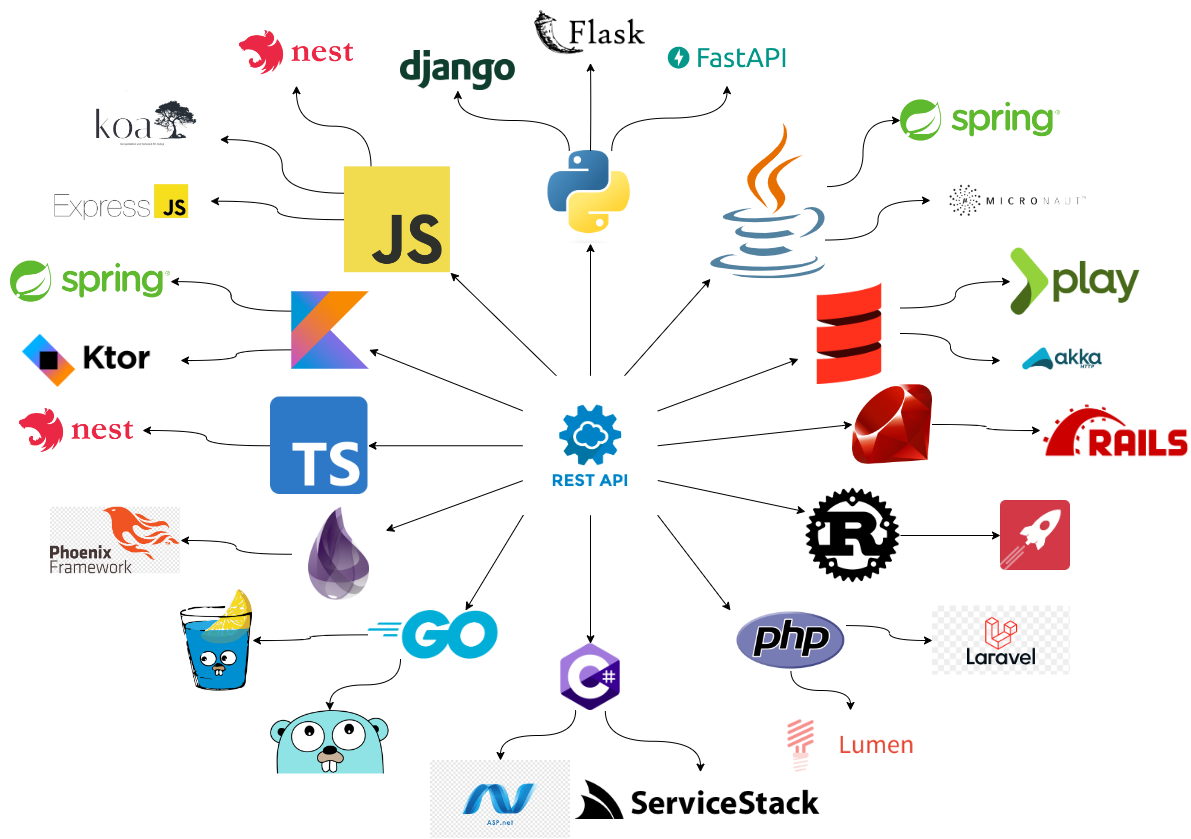 Flask
nest
django
FastAPI
koa
spring
Express JS
JS
MICRONAUT
spring
play
Ktor
akka
HTTP
nest
TS
REST API
RAILS
R
Phoenix
Framework
GO
php
Laravel
C#
Lumen
ASP.net
ServiceStack